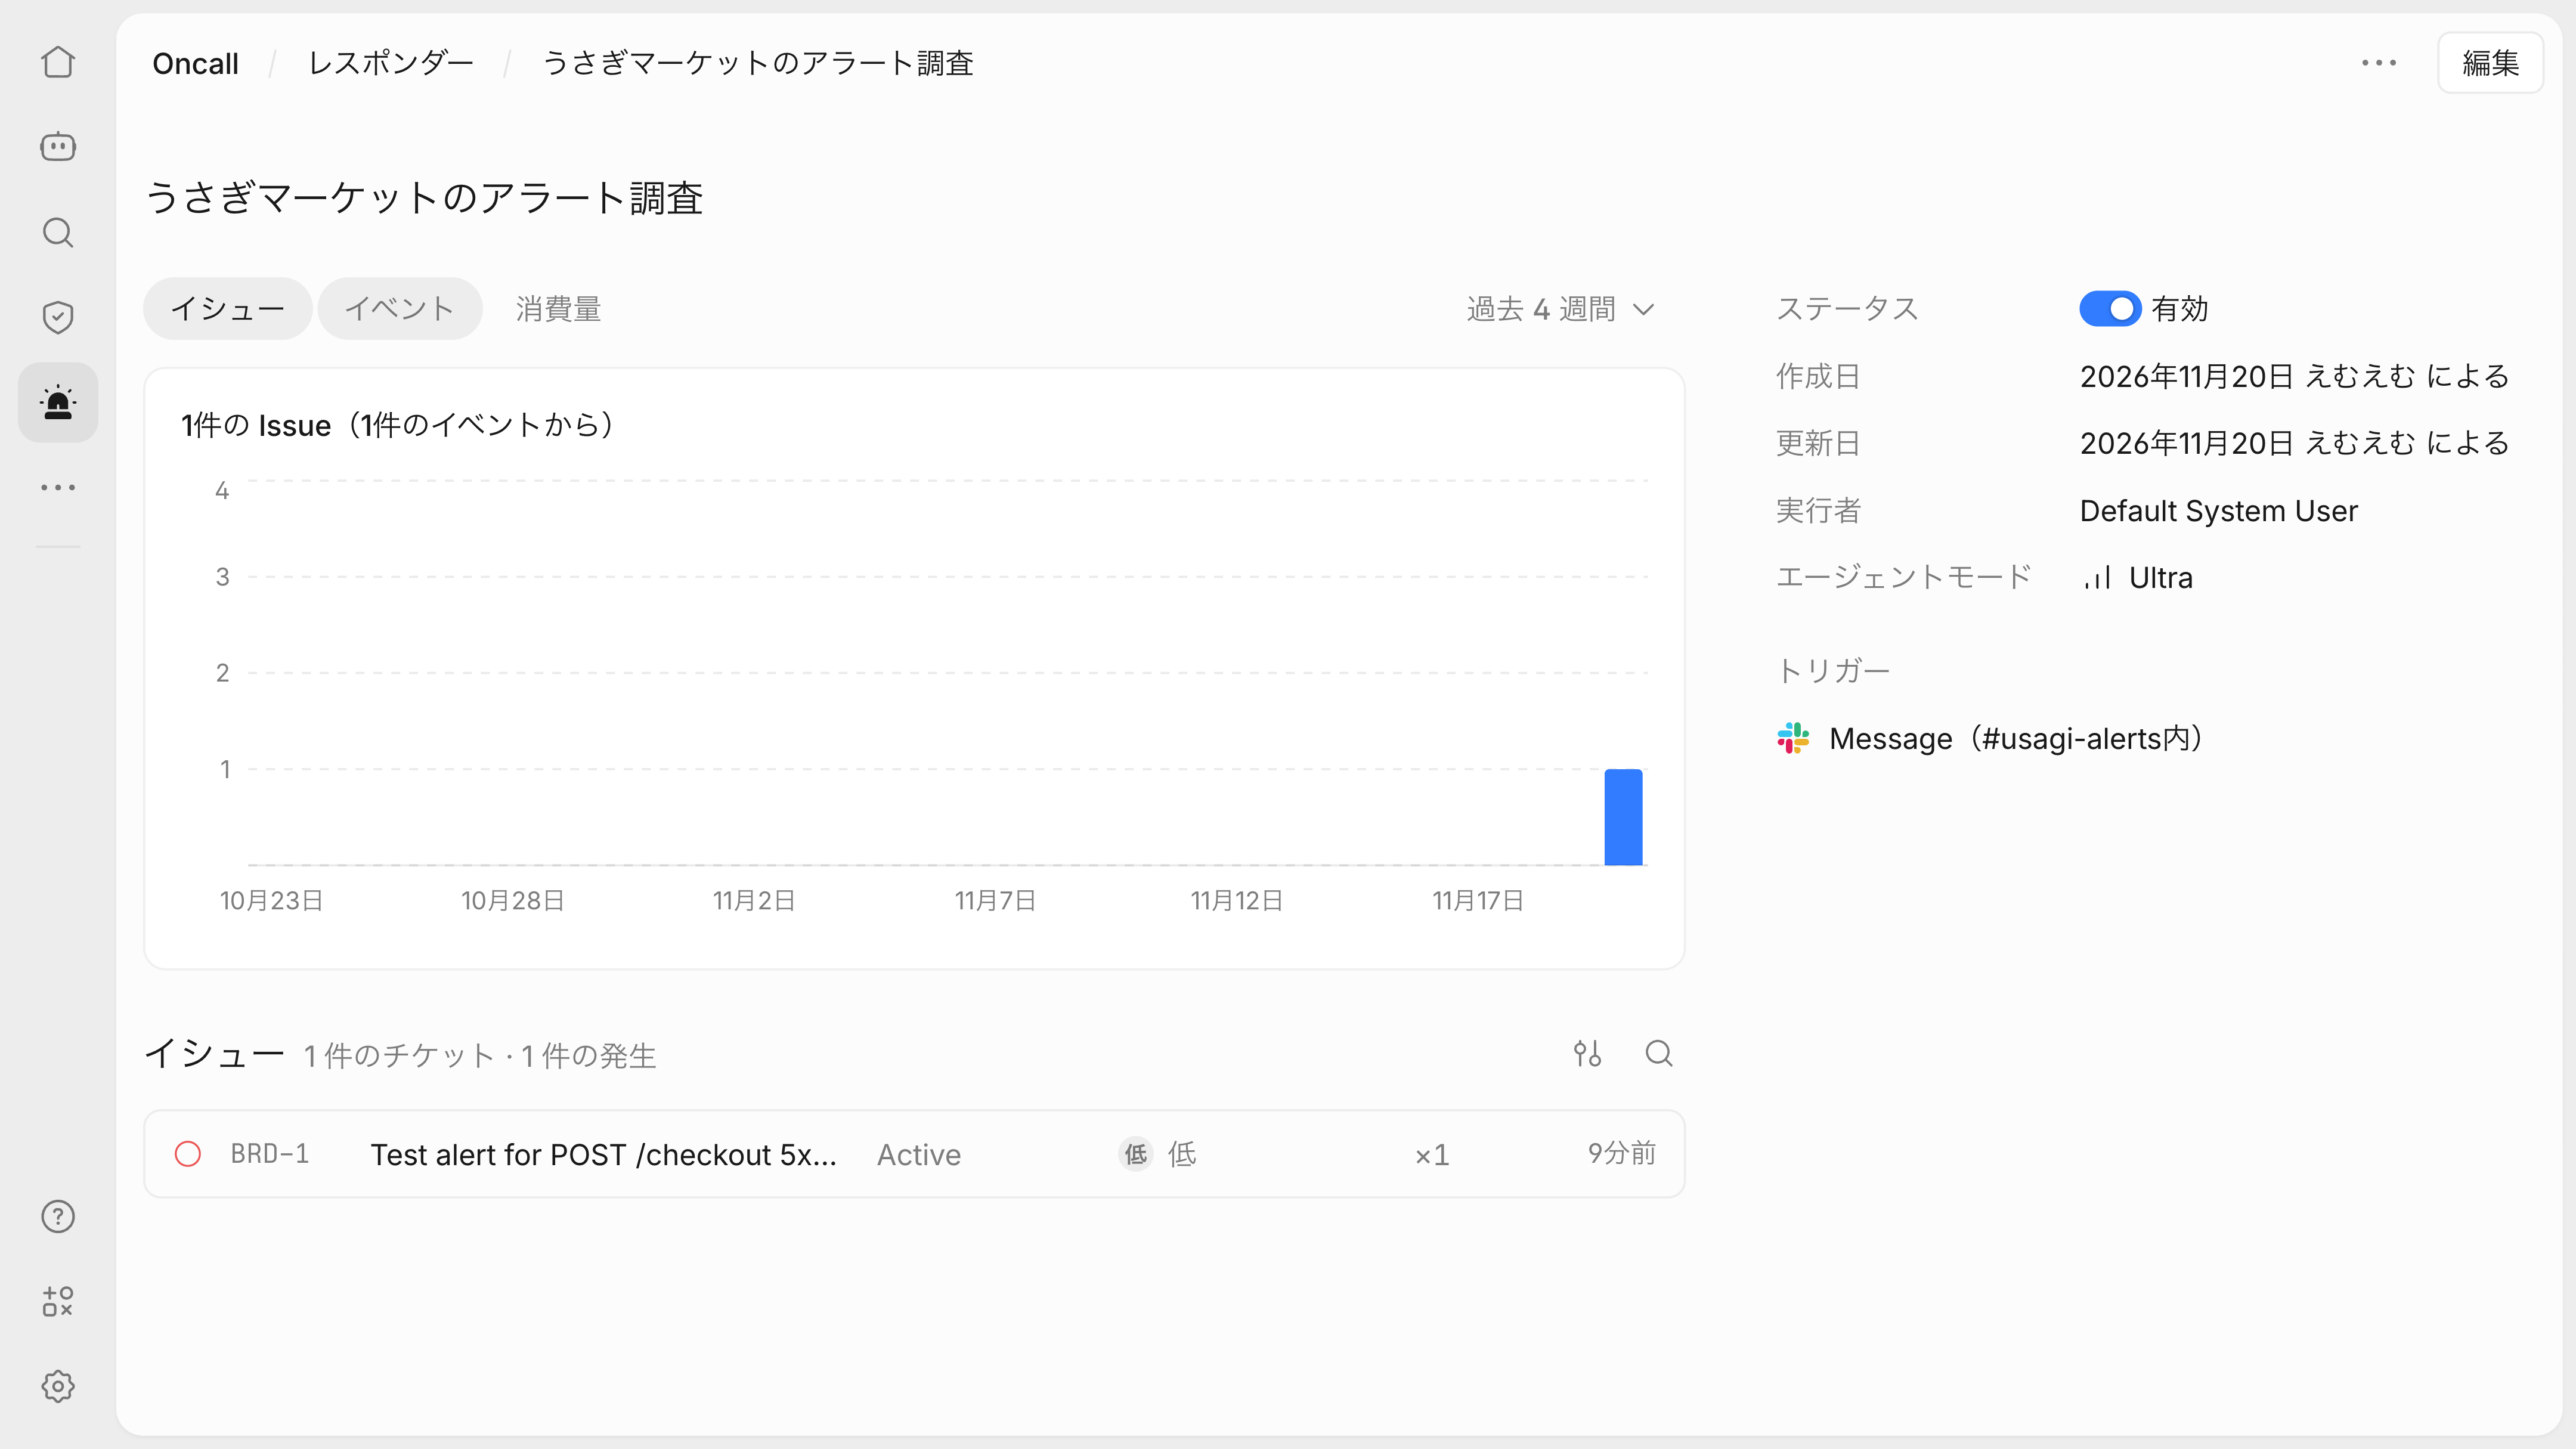 Oncall / レスポンダー / うさぎマーケットのアラート調査
編集
うさぎマーケットのアラート調査
イシュー イベント 消費量 過去 4 週間
1件の Issue（1件のイベントから）
4
3
2
1
10月23日 10月28日 11月2日 11月7日 11月12日 11月17日
イシュー 1 件のチケット · 1 件の発生
BRD-1 Test alert for POST /checkout 5x... Active 低 低 ×1 9分前
ステータス 有効
作成日 2026年11月20日 えむえむ による
更新日 2026年11月20日 えむえむ による
実行者 Default System User
エージェントモード Ultra
トリガー
Message（#usagi-alerts内）